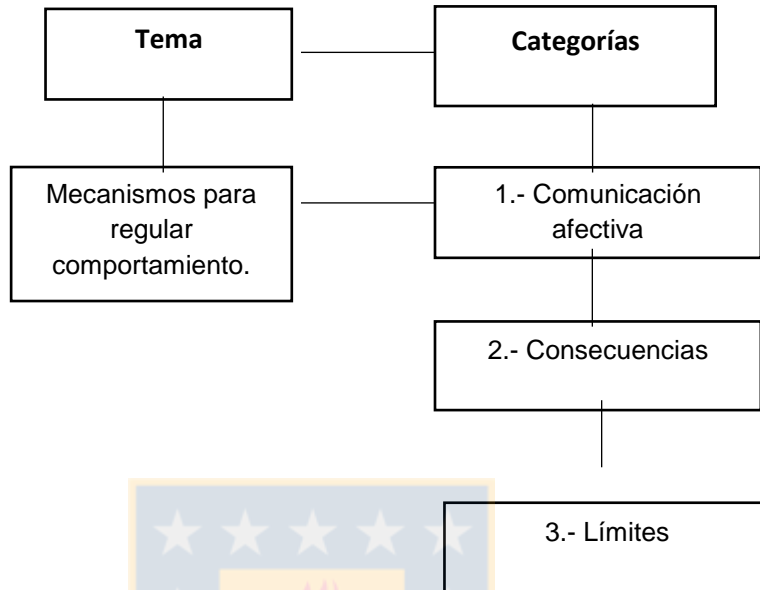 Tema
Categorías
Mecanismos para
regular
comportamiento.
1.- Comunicación
afectiva
2.- Consecuencias
3.- Límites